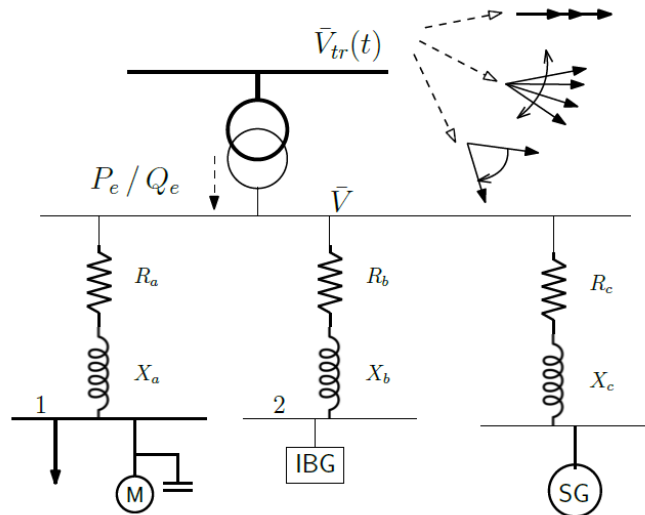 V̄_tr(t)
P_e / Q_e
V̄
R_a
R_b
R_c
X_a
X_b
X_c
1
2
M
IBG
SG